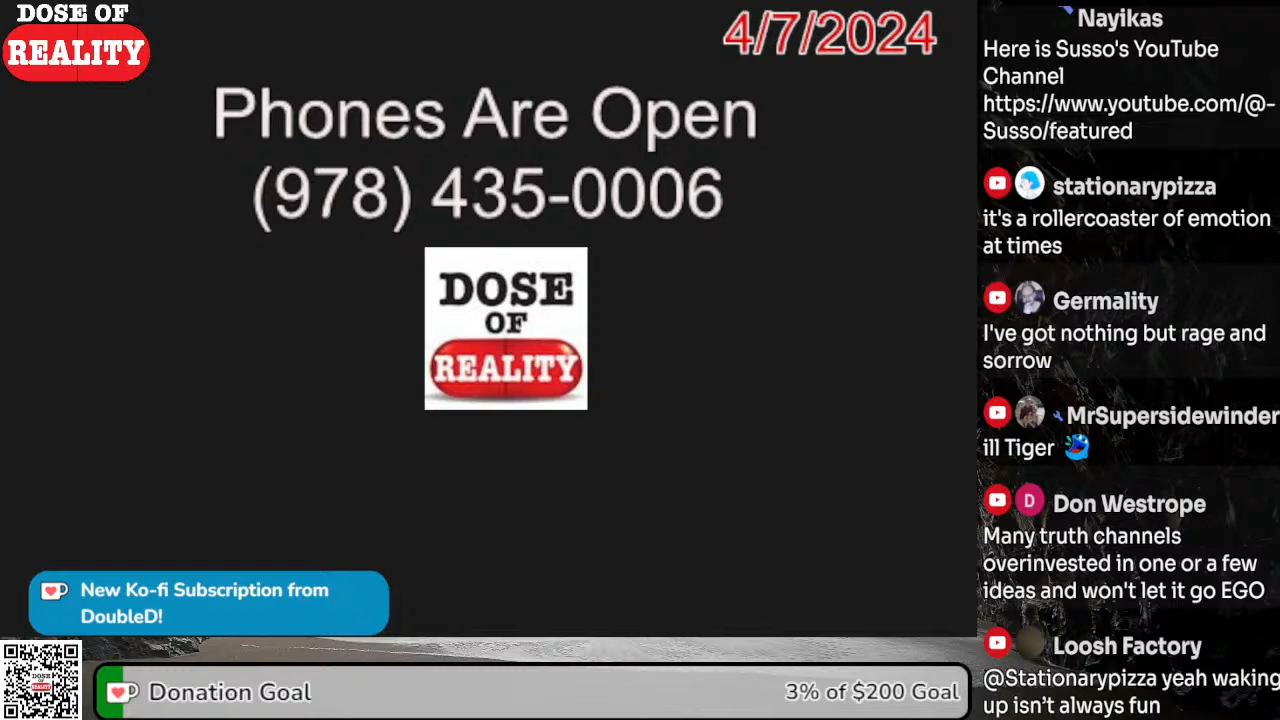 DOSE OF
REALITY
4/7/2024
Phones Are Open
(978) 435-0006
DOSE
OF
REALITY
New Ko-fi Subscription from
DoubleD!
DOSE
OF
REALITY
Donation Goal
3% of $200 Goal
Nayikas
Here is Susso's YouTube
Channel
https://www.youtube.com/@-
Susso/featured
stationarypizza
it's a rollercoaster of emotion
at times
Germality
I've got nothing but rage and
sorrow
MrSupersidewinder
ill Tiger
D
Don Westrope
Many truth channels
overinvested in one or a few
ideas and won't let it go EGO
Loosh Factory
@Stationarypizza yeah waking
up isn’t always fun